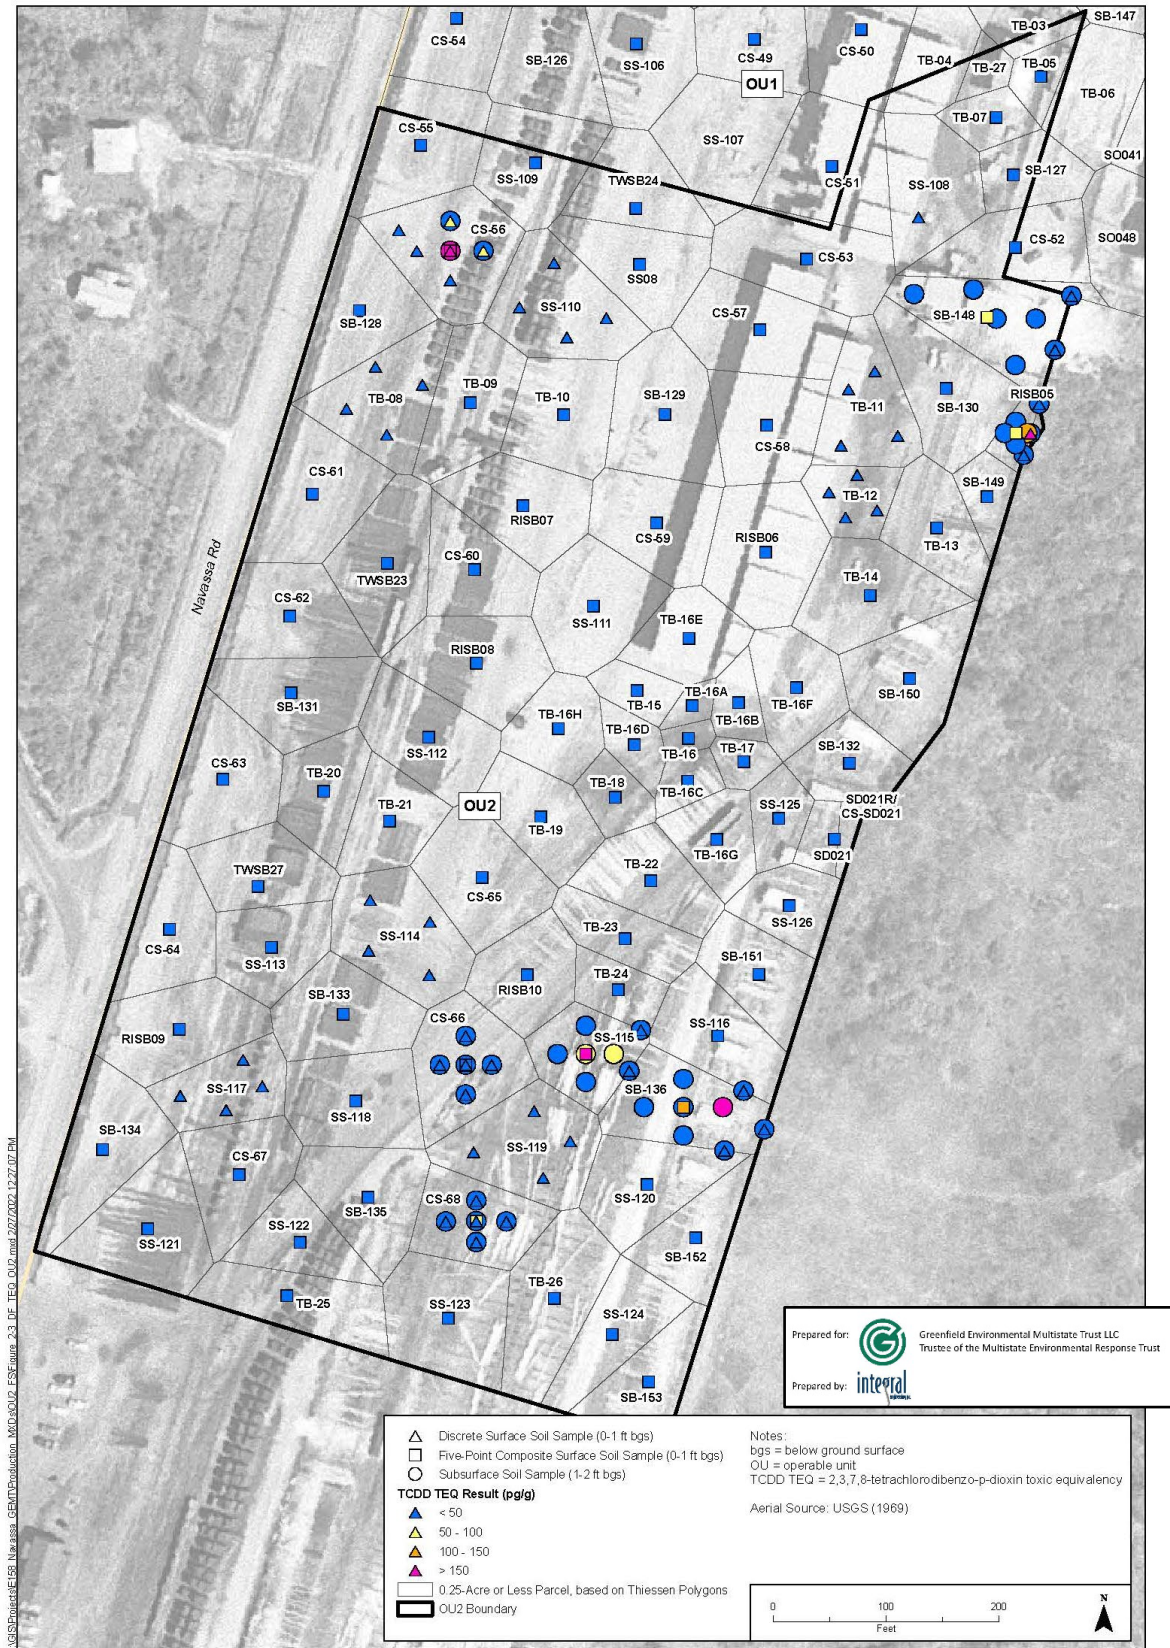 CS-54
SB-126
SS-106
CS-49
CS-50
TB-03
SB-147
TB-04
TB-27
TB-05
OU1
TB-06
TB-07
CS-55
SS-107
SO041
SS-109
CS-51
SB-127
TWSB24
SS-108
CS-56
SO048
CS-52
CS-53
SS08
SS-110
SB-128
SB-148
CS-57
TB-09
TB-08
TB-10
SB-129
TB-11
SB-130
RISB05
CS-58
CS-61
SB-149
TB-12
RISB07
CS-59
RISB06
TB-13
CS-60
TWSB23
TB-14
Navassa Rd
CS-62
SS-111
TB-16E
RISB08
SB-150
SB-131
TB-15
TB-16A
TB-16F
TB-16B
TB-16H
TB-16D
SS-112
TB-16
TB-17
SB-132
CS-63
TB-20
TB-18
TB-16C
SD021R/
CS-SD021
TB-21
OU2
SS-125
TB-19
TB-16G
SD021
TB-22
TWSB27
CS-65
SS-126
SS-114
TB-23
CS-64
SS-113
SB-151
RISB10
TB-24
SB-133
CS-66
RISB09
SS-115
SS-116
SS-117
SB-136
SS-118
SB-134
SS-119
CS-67
CS-68
SS-120
SB-135
SS-121
SS-122
SB-152
TB-26
TB-25
SS-123
SS-124
SB-153
Prepared for:
Greenfield Environmental Multistate Trust LLC
Trustee of the Multistate Environmental Response Trust
Prepared by:
integral
Discrete Surface Soil Sample (0-1 ft bgs)
Five-Point Composite Surface Soil Sample (0-1 ft bgs)
Subsurface Soil Sample (1-2 ft bgs)
TCDD TEQ Result (pg/g)
< 50
50 - 100
100 - 150
> 150
0.25-Acre or Less Parcel, based on Thiessen Polygons
OU2 Boundary
Notes:
bgs = below ground surface
OU = operable unit
TCDD TEQ = 2,3,7,8-tetrachlorodibenzo-p-dioxin toxic equivalency
Aerial Source: USGS (1969)
0 100 200
Feet
N